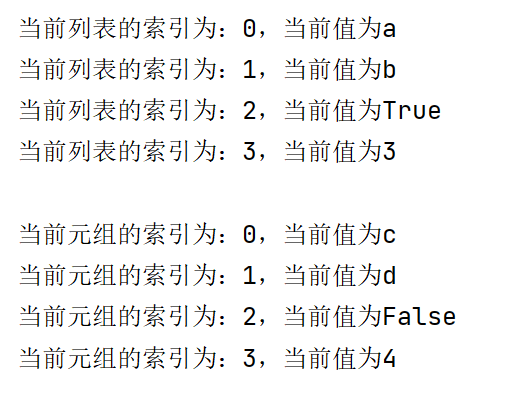 当前列表的索引为：0，当前值为a
当前列表的索引为：1，当前值为b
当前列表的索引为：2，当前值为True
当前列表的索引为：3，当前值为3
当前元组的索引为：0，当前值为c
当前元组的索引为：1，当前值为d
当前元组的索引为：2，当前值为False
当前元组的索引为：3，当前值为4